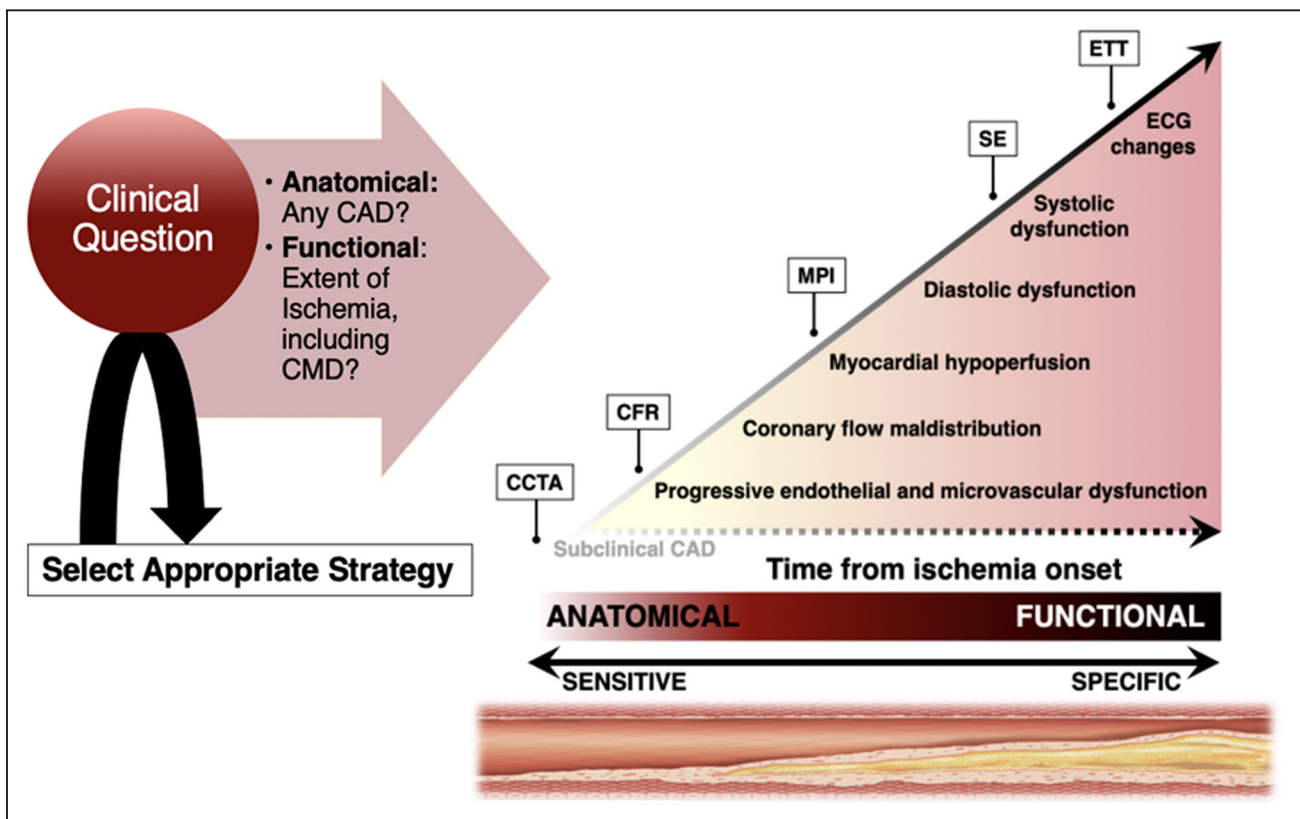 Clinical
Question
• Anatomical:
Any CAD?
• Functional:
Extent of
Ischemia,
including
CMD?
Select Appropriate Strategy
ETT
ECG
changes
SE
Systolic
dysfunction
MPI
Diastolic dysfunction
Myocardial hypoperfusion
CFR
Coronary flow maldistribution
CCTA
Progressive endothelial and microvascular dysfunction
Subclinical CAD
Time from ischemia onset
ANATOMICAL
FUNCTIONAL
SENSITIVE
SPECIFIC